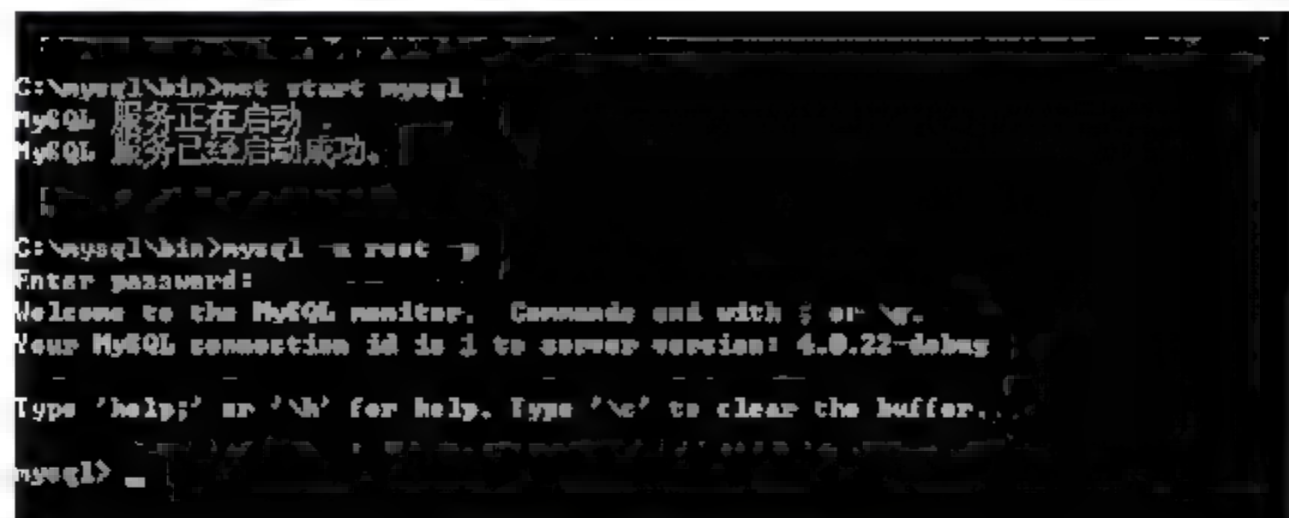 C:\mysql\bin>net start mysql
MySQL 服务正在启动 .
MySQL 服务已经启动成功。
C:\mysql\bin>mysql -u root -p
Enter password:
Welcome to the MySQL monitor.  Commands end with ; or \g.
Your MySQL connection id is 1 to server version: 4.0.22-debug
Type 'help;' or '\h' for help. Type '\c' to clear the buffer.
mysql> _